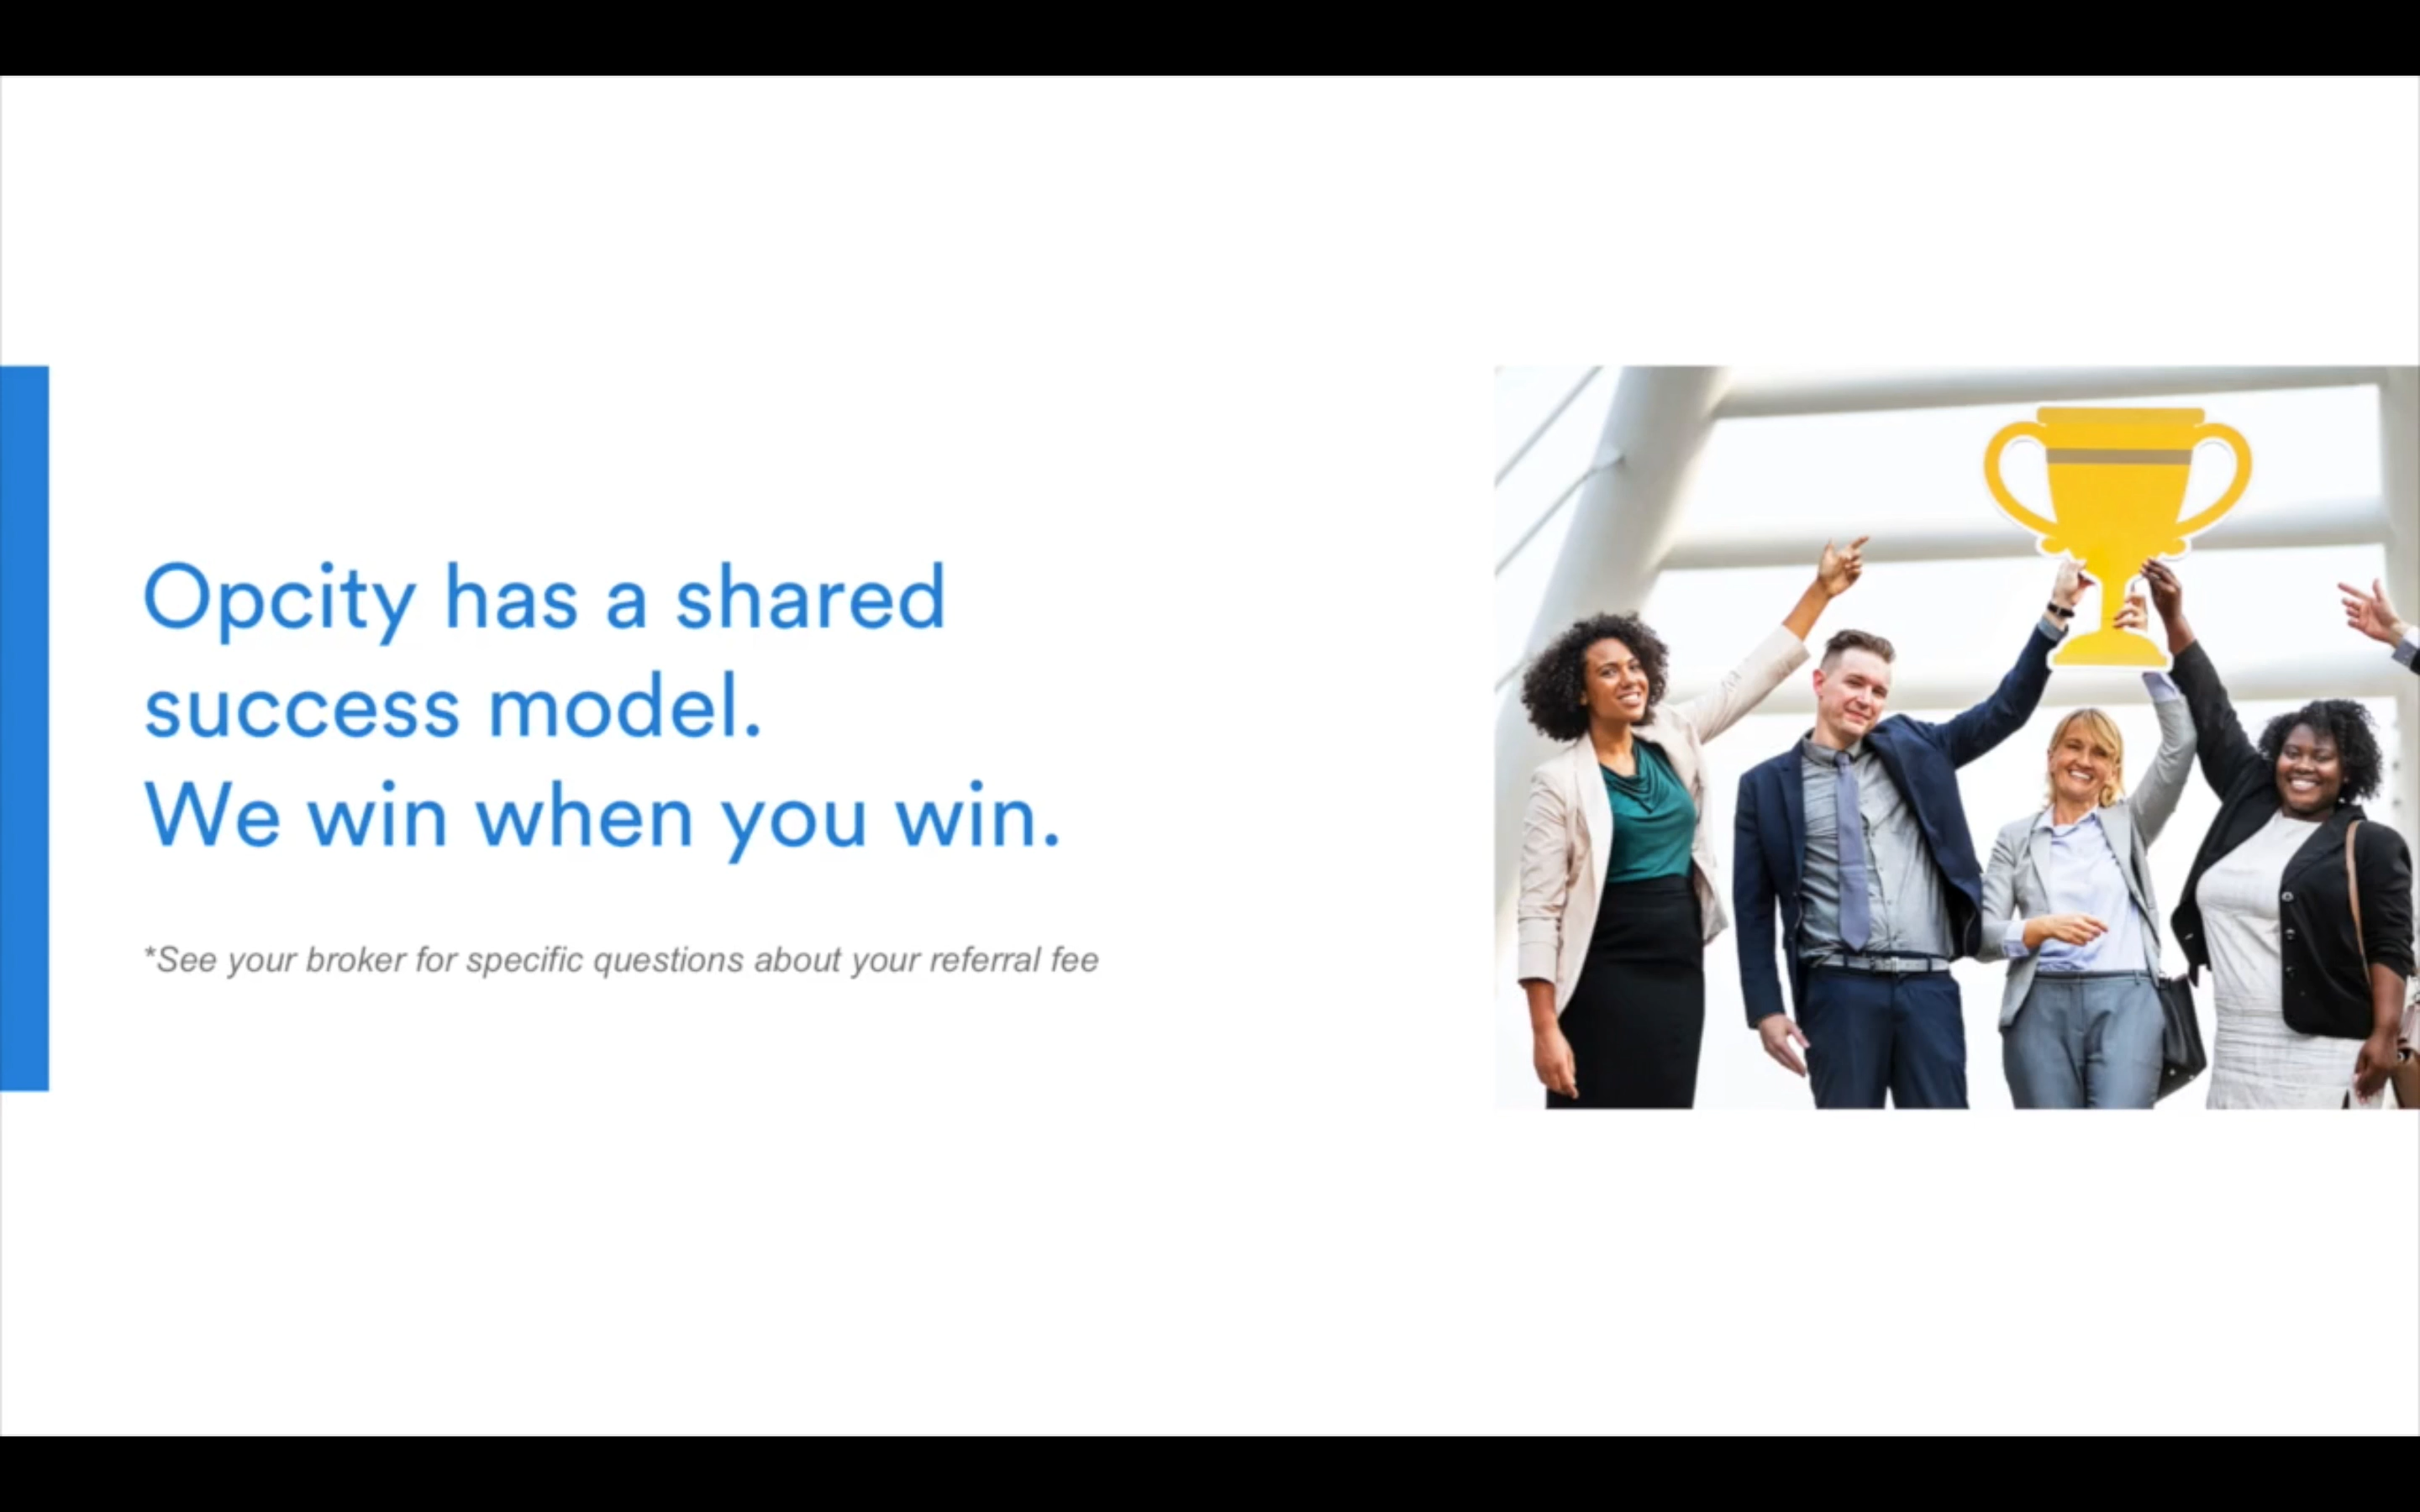 Opcity has a shared
success model.
We win when you win.
*See your broker for specific questions about your referral fee